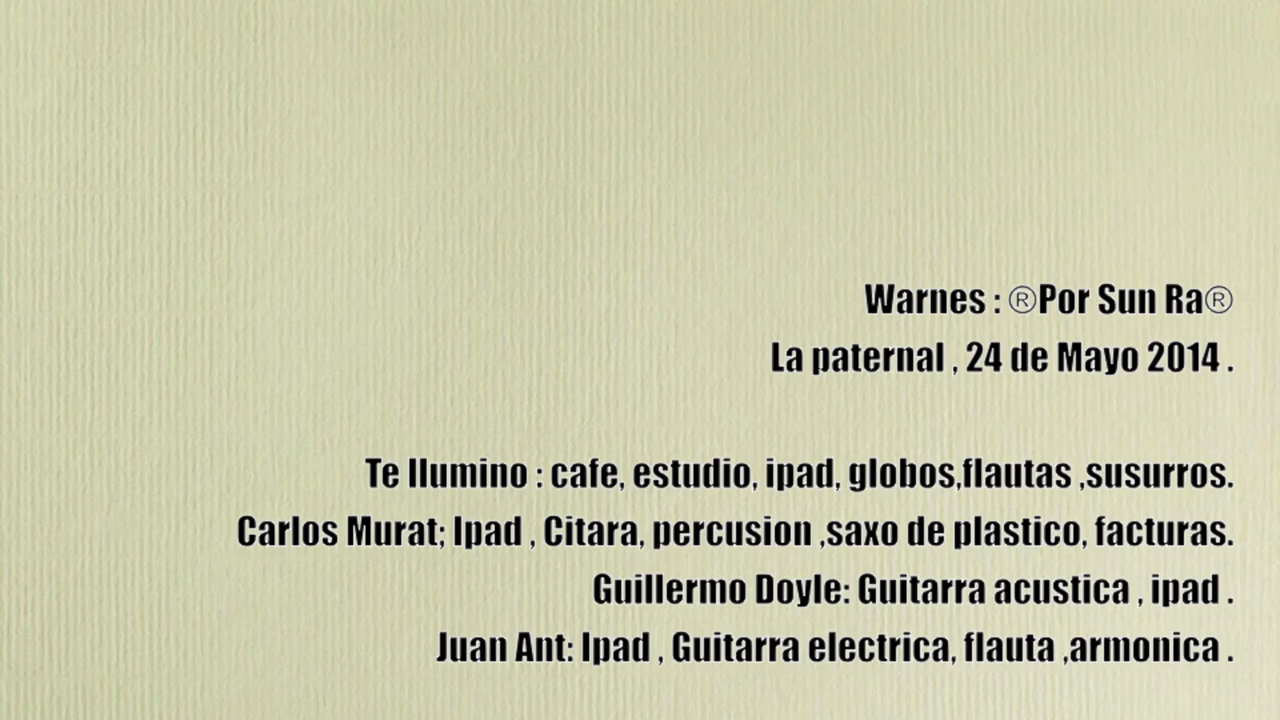 Warnes : ®Por Sun Ra®
La paternal , 24 de Mayo 2014 .
Te Ilumino : cafe, estudio, ipad, globos,flautas ,susurros.
Carlos Murat; Ipad , Citara, percusion ,saxo de plastico, facturas.
Guillermo Doyle: Guitarra acustica , ipad .
Juan Ant: Ipad , Guitarra electrica, flauta ,armonica .